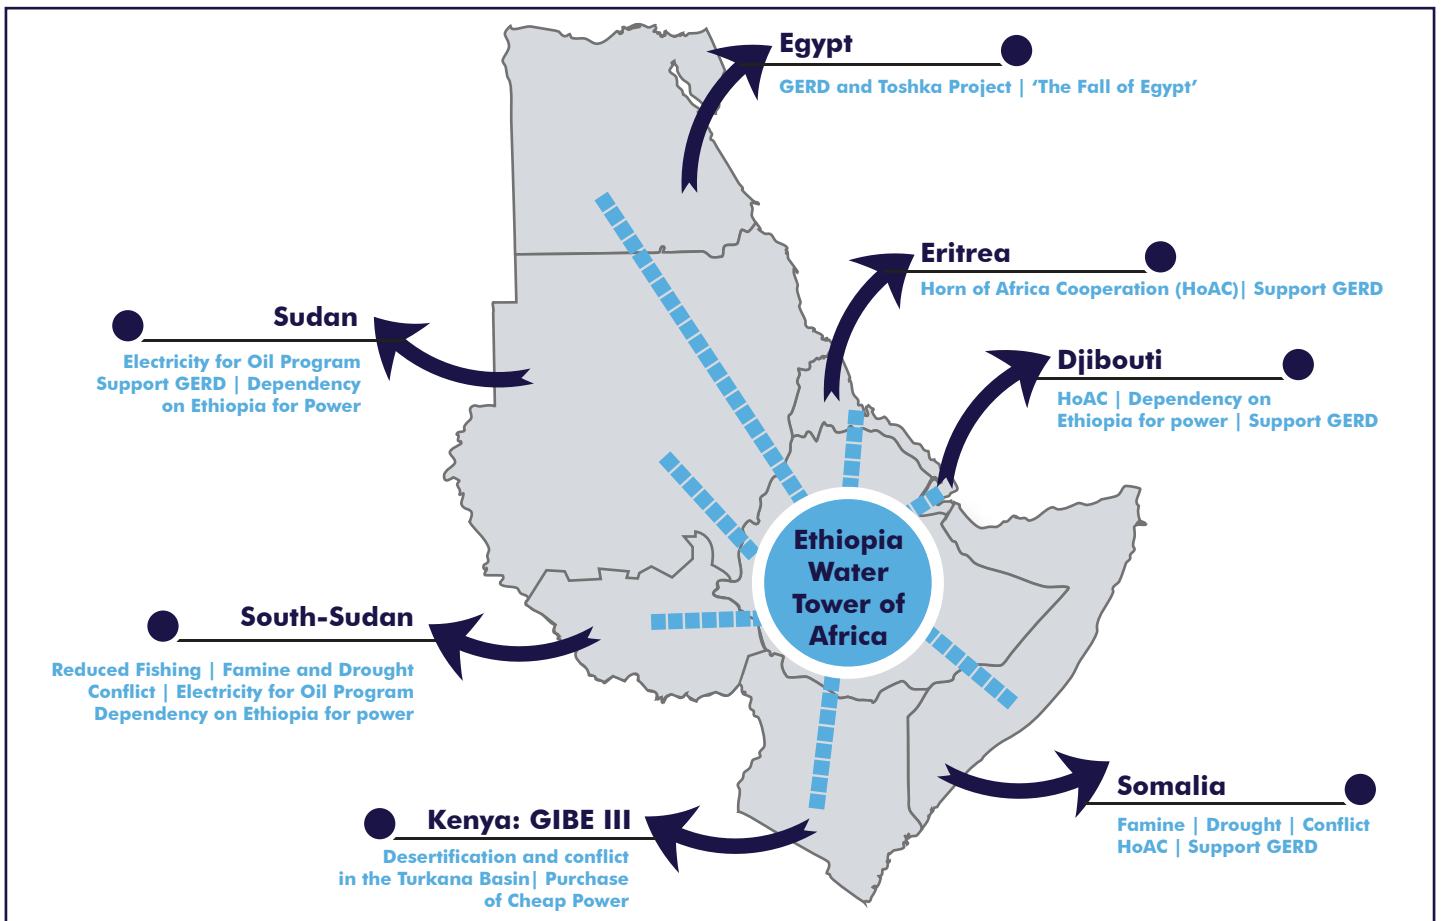 Egypt
GERD and Toshka Project | ‘The Fall of Egypt’
Eritrea
Horn of Africa Cooperation (HoAC)| Support GERD
Sudan
Electricity for Oil Program
Support GERD | Dependency
on Ethiopia for Power
Djibouti
HoAC | Dependency on
Ethiopia for power | Support GERD
Ethiopia
Water
Tower of
Africa
South-Sudan
Reduced Fishing | Famine and Drought
Conflict | Electricity for Oil Program
Dependency on Ethiopia for power
Somalia
Famine | Drought | Conflict
HoAC | Support GERD
Kenya: GIBE III
Desertification and conflict
in the Turkana Basin| Purchase
of Cheap Power